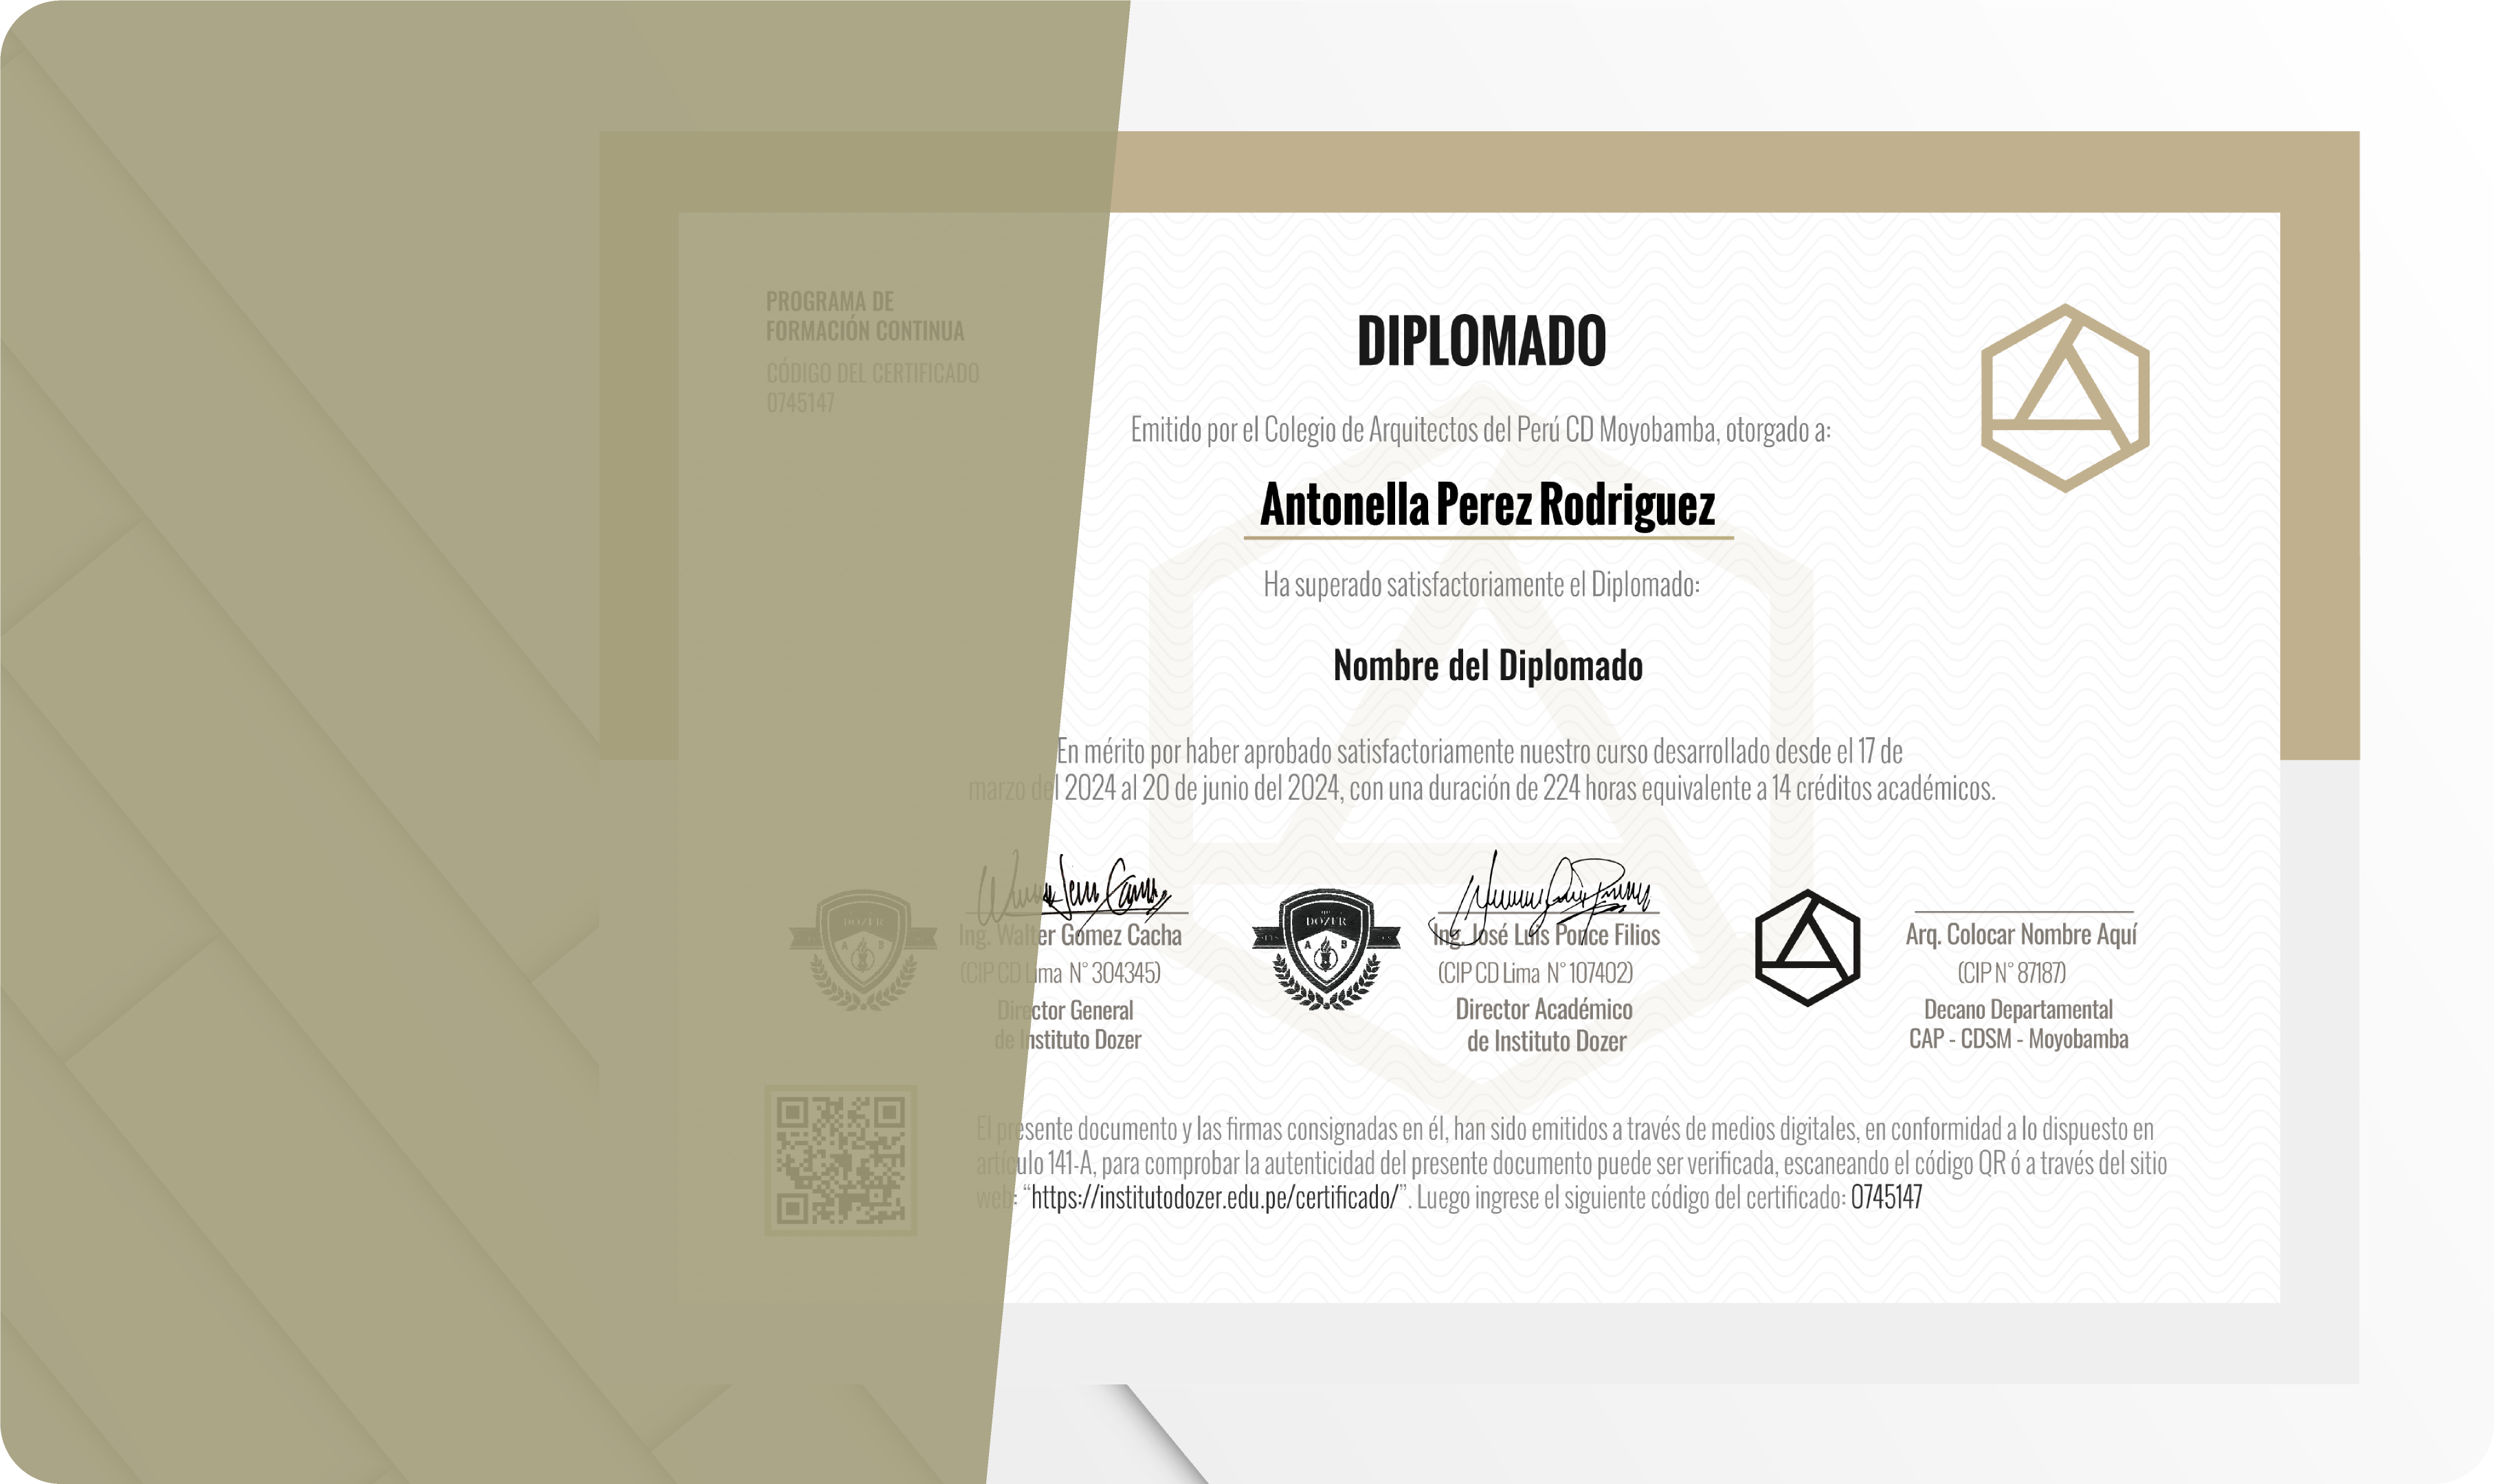 PROGRAMA DE
FORMACIÓN CONTINUA
CÓDIGO DEL CERTIFICADO
0745147
DIPLOMADO
Emitido por el Colegio de Arquitectos del Perú CD Moyobamba, otorgado a:
Antonella Perez Rodriguez
Ha superado satisfactoriamente el Diplomado:
Nombre del Diplomado
En mérito por haber aprobado satisfactoriamente nuestro curso desarrollado desde el 17 de
marzo del 2024 al 20 de junio del 2024, con una duración de 224 horas equivalente a 14 créditos académicos.
DOZER
A B
Ing. Walter Gómez Cácha
(CIP CD Lima N° 304345)
Director General
de Instituto Dozer
DOZER
A B
Ing. José Luis Ponce Filios
(CIP CD Lima N° 107402)
Director Académico
de Instituto Dozer
Arq. Colocar Nombre Aquí
(CIP N° 87187)
Decano Departamental
CAP - CDSM - Moyobamba
El presente documento y las firmas consignadas en él, han sido emitidos a través de medios digitales, en conformidad a lo dispuesto en
artículo 141-A, para comprobar la autenticidad del presente documento puede ser verificada, escaneando el código QR ó a través del sitio
web: “https://institutodozer.edu.pe/certificado/”. Luego ingrese el siguiente código del certificado: 0745147